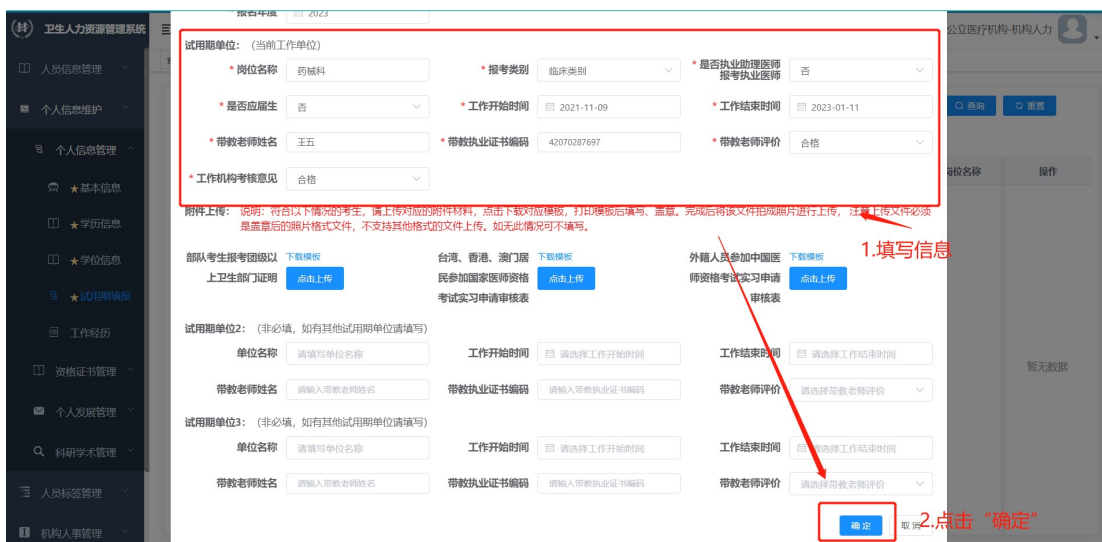 卫生人力资源管理系统
公立医疗机构-机构人力
人员信息管理
个人信息维护
个人信息管理
★基本信息
★学历信息
★学位信息
★试用期填报
工作经历
资格证书管理
个人发展管理
科研学术管理
人员标签管理
机构人事管理
查询 重置
岗位名称 操作
暂无数据
* 报名年度 2023
试用期单位：（当前工作单位）
* 岗位名称 药械科 * 报考类别 临床类别 * 是否执业助理医师报考执业医师 否
* 是否应届生 否 * 工作开始时间 2021-11-09 * 工作结束时间 2023-01-11
* 带教老师姓名 王五 * 带教执业证书编码 42070287697 * 带教老师评价 合格
* 工作机构考核意见 合格
附件上传： 说明：符合以下情况的考生，请上传对应的附件材料，点击下载对应模板，打印模板后填写、盖章。完成后将该文件拍成照片进行上传，注意上传文件必须
是盖章后的照片格式文件，不支持其他格式的文件上传。如无此情况可不填写。
1.填写信息
部队考生报考团级以 下载模板 台湾、香港、澳门居 下载模板 外籍人员参加中国医 下载模板
上卫生部门证明 点击上传 民参加国家医师资格 点击上传 师资格考试实习申请 点击上传
考试实习申请审核表 审核表
试用期单位2：（非必填，如有其他试用期单位请填写）
单位名称 请填写单位名称 工作开始时间 请选择工作开始时间 工作结束时间 请选择工作结束时间
带教老师姓名 请输入带教老师姓名 带教执业证书编码 请输入带教执业证书编码 带教老师评价 请选择带教老师评价
试用期单位3：（非必填，如有其他试用期单位请填写）
单位名称 请填写单位名称 工作开始时间 请选择工作开始时间 工作结束时间 请选择工作结束时间
带教老师姓名 请输入带教老师姓名 带教执业证书编码 请输入带教执业证书编码 带教老师评价 请选择带教老师评价
确定 取消
2.点击“确定”